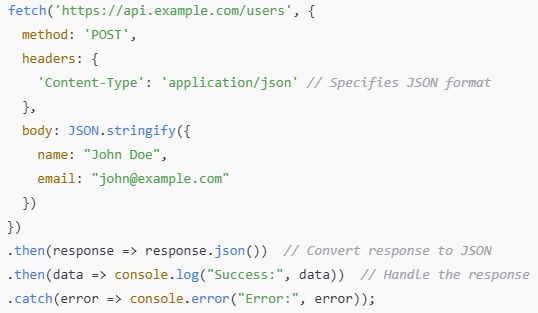 fetch('https://api.example.com/users', {
  method: 'POST',
  headers: {
    'Content-Type': 'application/json' // Specifies JSON format
  },
  body: JSON.stringify({
    name: "John Doe",
    email: "john@example.com"
  })
})
.then(response => response.json())  // Convert response to JSON
.then(data => console.log("Success:", data))  // Handle the response
.catch(error => console.error("Error:", error));